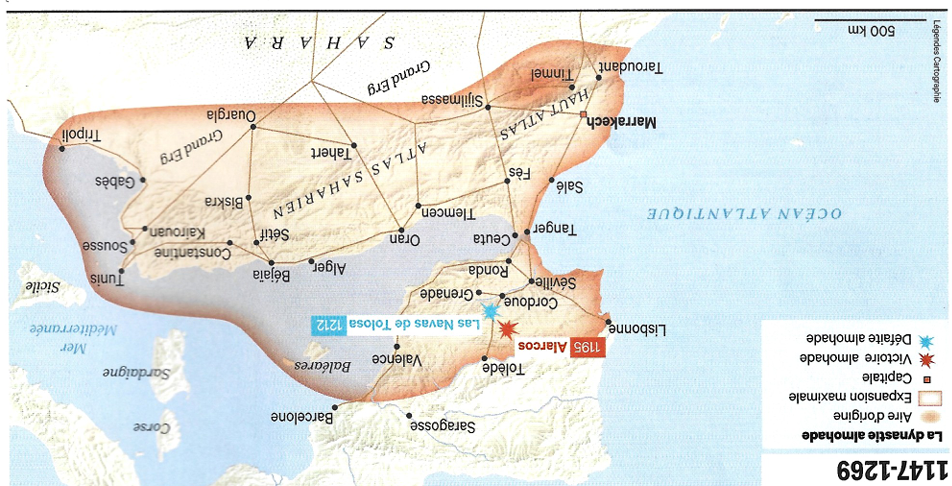 1147-1269
La dynastie almohade
Aire d'origine
Expansion maximale
Capitale
Victoire almohade
Défaite almohade
Corse
Sardaigne
Mer
Méditerranée
Sicile
Saragosse
Barcelone
Tolède
Valence
Baléares
1195 Alarcos
Las Navas de Tolosa 1212
Lisbonne
Cordoue
Grenade
Séville
Ronda
Tanger
Ceuta
Oran
Alger
Béjaïa
Sétif
Constantine
Tunis
Sousse
Kairouan
OCÉAN ATLANTIQUE
Salé
Fès
Tlemcen
Biskra
Gabès
ATLAS SAHARIEN
Tahert
Grand Erg
Tripoli
Marrakech
HAUT ATLAS
Sijilmassa
Ouargla
Taroudant
Tinmel
Grand Erg
SAHARA
500 km
Légendes Cartographie